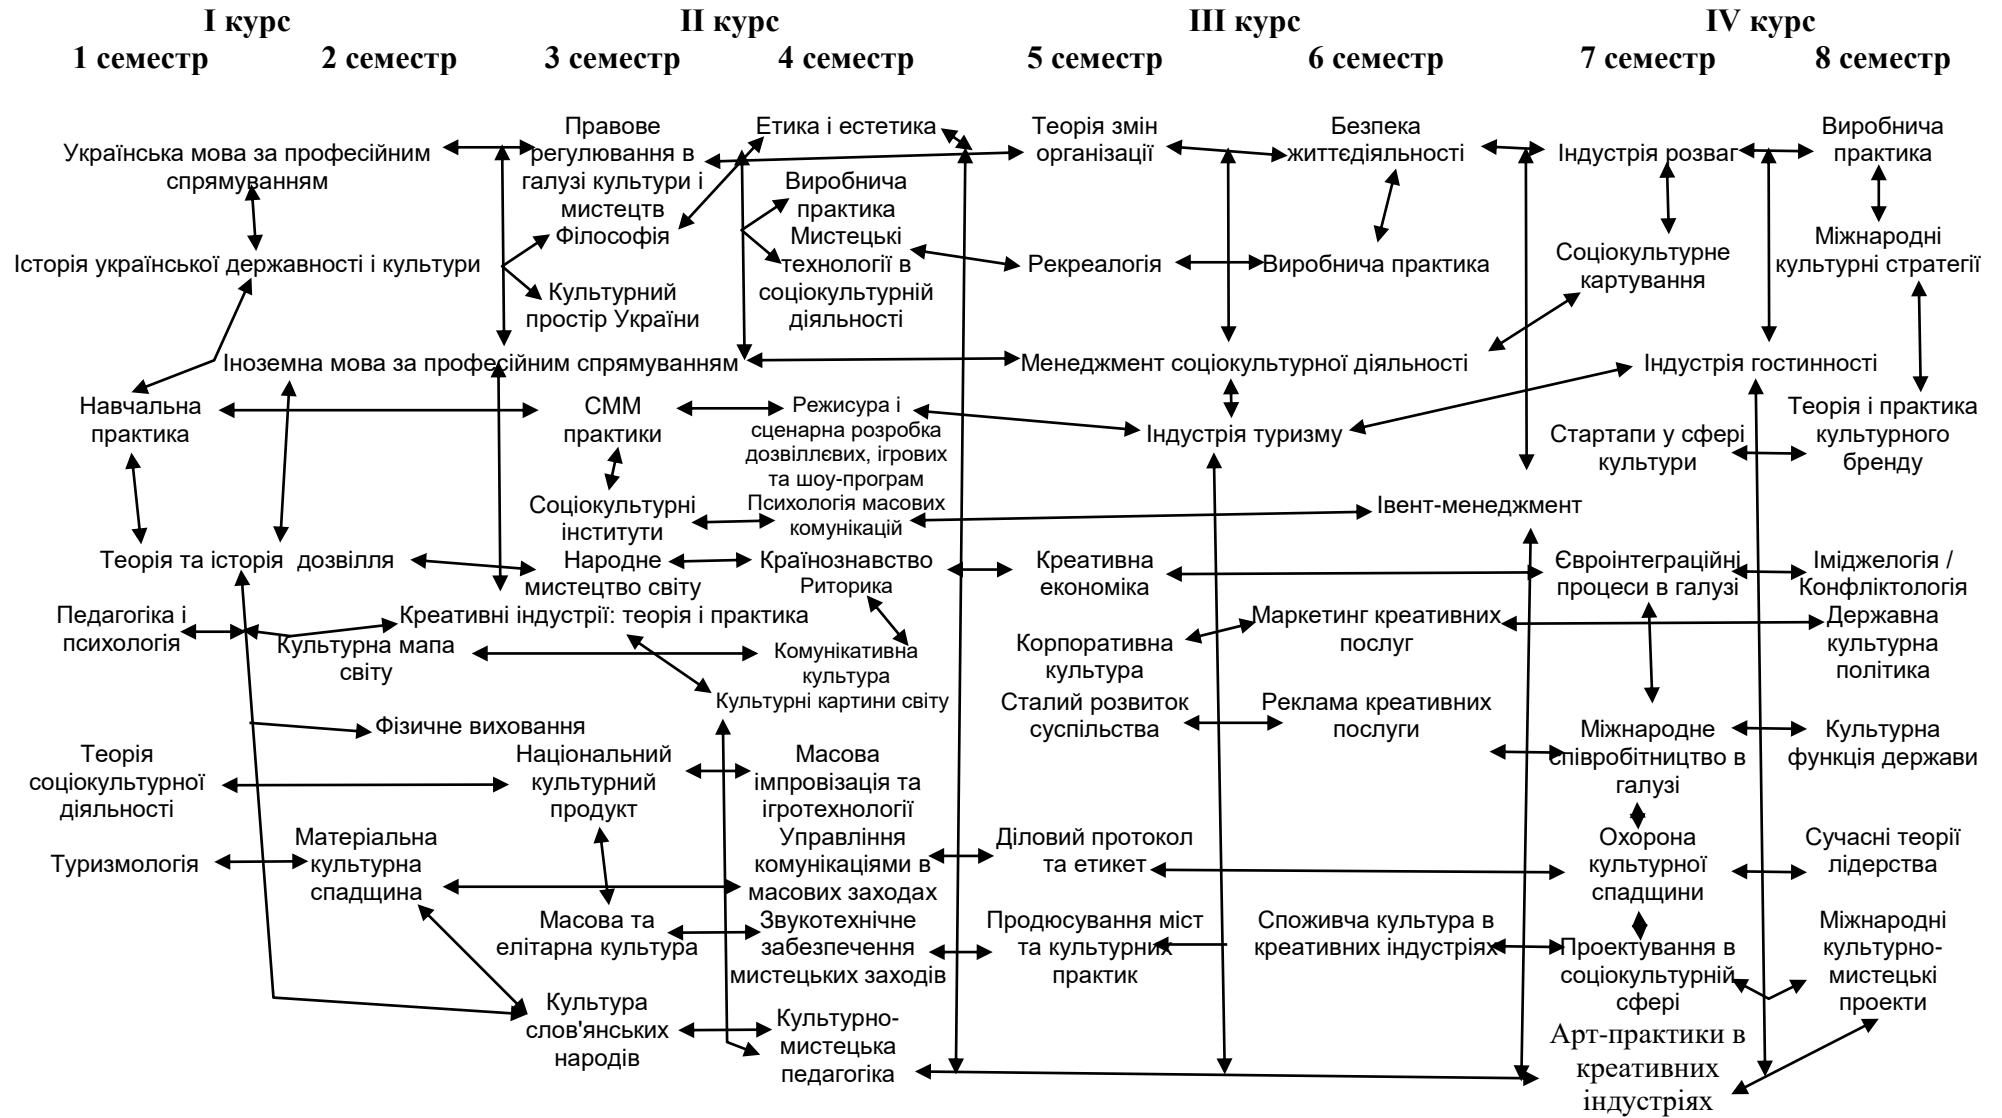 І курс
ІІ курс
ІІІ курс
IV курс
1 семестр
2 семестр
3 семестр
4 семестр
5 семестр
6 семестр
7 семестр
8 семестр
Українська мова за професійним
спрямуванням
Історія української державності і культури
Іноземна мова за професійним спрямуванням
Навчальна
практика
Теорія та історія дозвілля
Педагогіка і
психологія
Культурна мапа
світу
Фізичне виховання
Теорія
соціокультурної
діяльності
Туризмологія
Матеріальна
культурна
спадщина
Правове
регулювання в
галузі культури і
мистецтв
Філософія
Культурний
простір України
СММ
практики
Соціокультурні
інститути
Народне
мистецтво світу
Креативні індустрії: теорія і практика
Національний
культурний
продукт
Масова та
елітарна культура
Культура
слов'янських
народів
Етика і естетика
Виробнича
практика
Мистецькі
технології в
соціокультурній
діяльності
Режисура і
сценарна розробка
дозвіллєвих, ігрових
та шоу-програм
Психологія масових
комунікацій
Країнознавство
Риторика
Комунікативна
культура
Культурні картини світу
Масова
імпровізація та
ігротехнології
Управління
комунікаціями в
масових заходах
Звукотехнічне
забезпечення
мистецьких заходів
Культурно-
мистецька
педагогіка
Теорія змін
організації
Рекреалогія
Менеджмент соціокультурної діяльності
Індустрія туризму
Креативна
економіка
Корпоративна
культура
Сталий розвиток
суспільства
Діловий протокол
та етикет
Продюсування міст
та культурних
практик
Безпека
життєдіяльності
Виробнича практика
Івент-менеджмент
Маркетинг креативних
послуг
Реклама креативних
послуги
Споживча культура в
креативних індустріях
Індустрія розваг
Соціокультурне
картування
Індустрія гостинності
Стартапи у сфері
культури
Євроінтеграційні
процеси в галузі
Міжнародне
співробітництво в
галузі
Охорона
культурної
спадщини
Проектування в
соціокультурній
сфері
Арт-практики в
креативних
індустріях
Виробнича
практика
Міжнародні
культурні стратегії
Теорія і практика
культурного
бренду
Іміджелогія /
Конфліктологія
Державна
культурна
політика
Культурна
функція держави
Сучасні теорії
лідерства
Міжнародні
культурно-
мистецькі
проекти